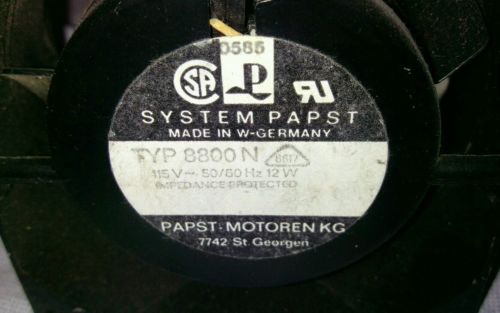 0585
SYSTEM PAPST
MADE IN W-GERMANY
TYP 8800 N 8617
115 V~ 50/60 Hz 12 W
IMPEDANCE PROTECTED
PAPST-MOTOREN KG
7742 St. Georgen